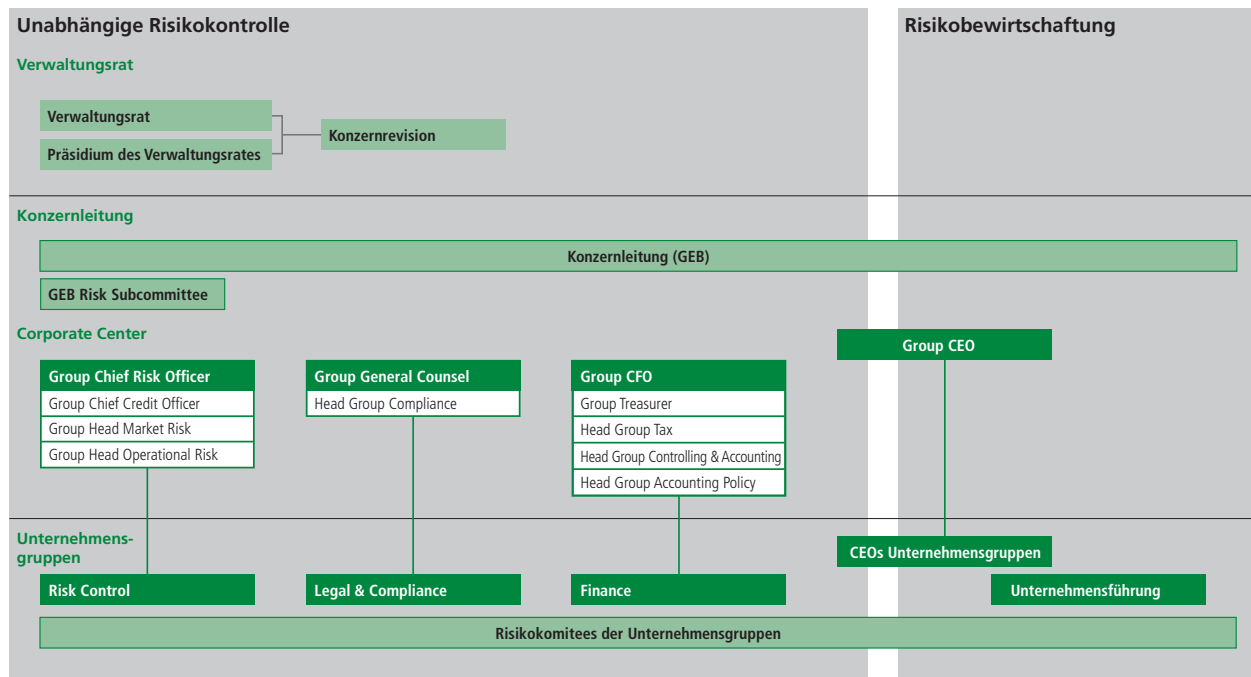 Unabhängige Risikokontrolle
Risikobewirtschaftung
Verwaltungsrat
Verwaltungsrat
Präsidium des Verwaltungsrates
Konzernrevision
Konzernleitung
Konzernleitung (GEB)
GEB Risk Subcommittee
Corporate Center
Group CEO
Group Chief Risk Officer
Group Chief Credit Officer
Group Head Market Risk
Group Head Operational Risk
Group General Counsel
Head Group Compliance
Group CFO
Group Treasurer
Head Group Tax
Head Group Controlling & Accounting
Head Group Accounting Policy
Unternehmens-
gruppen
CEOs Unternehmensgruppen
Risk Control
Legal & Compliance
Finance
Unternehmensführung
Risikokomitees der Unternehmensgruppen